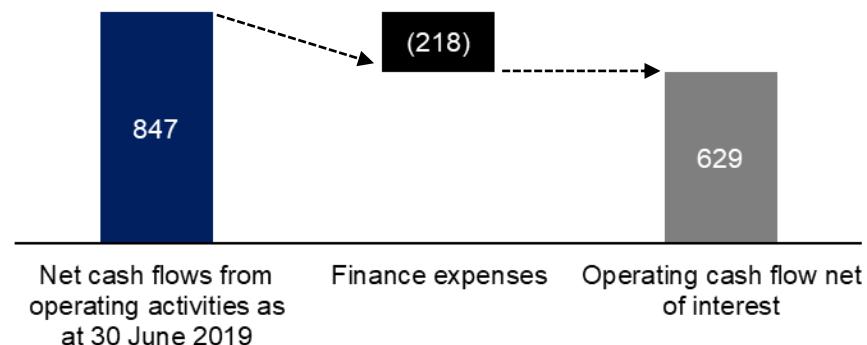 (218)
847
629
Net cash flows from
operating activities as
at 30 June 2019
Finance expenses
Operating cash flow net
of interest